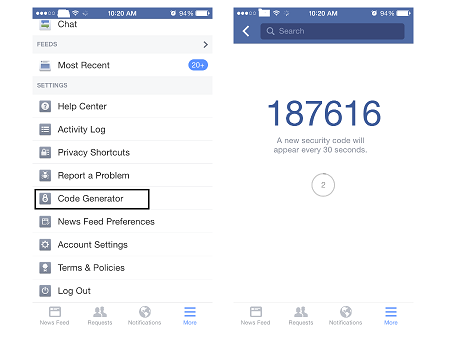 10:20 AM
94%
Chat
FEEDS
Most Recent
20+
SETTINGS
Help Center
Activity Log
Privacy Shortcuts
Report a Problem
Code Generator
News Feed Preferences
Account Settings
Terms & Policies
Log Out
News Feed
Requests
Notifications
More
10:20 AM
94%
Search
187616
A new security code will
appear every 30 seconds.
2
News Feed
Requests
Notifications
More